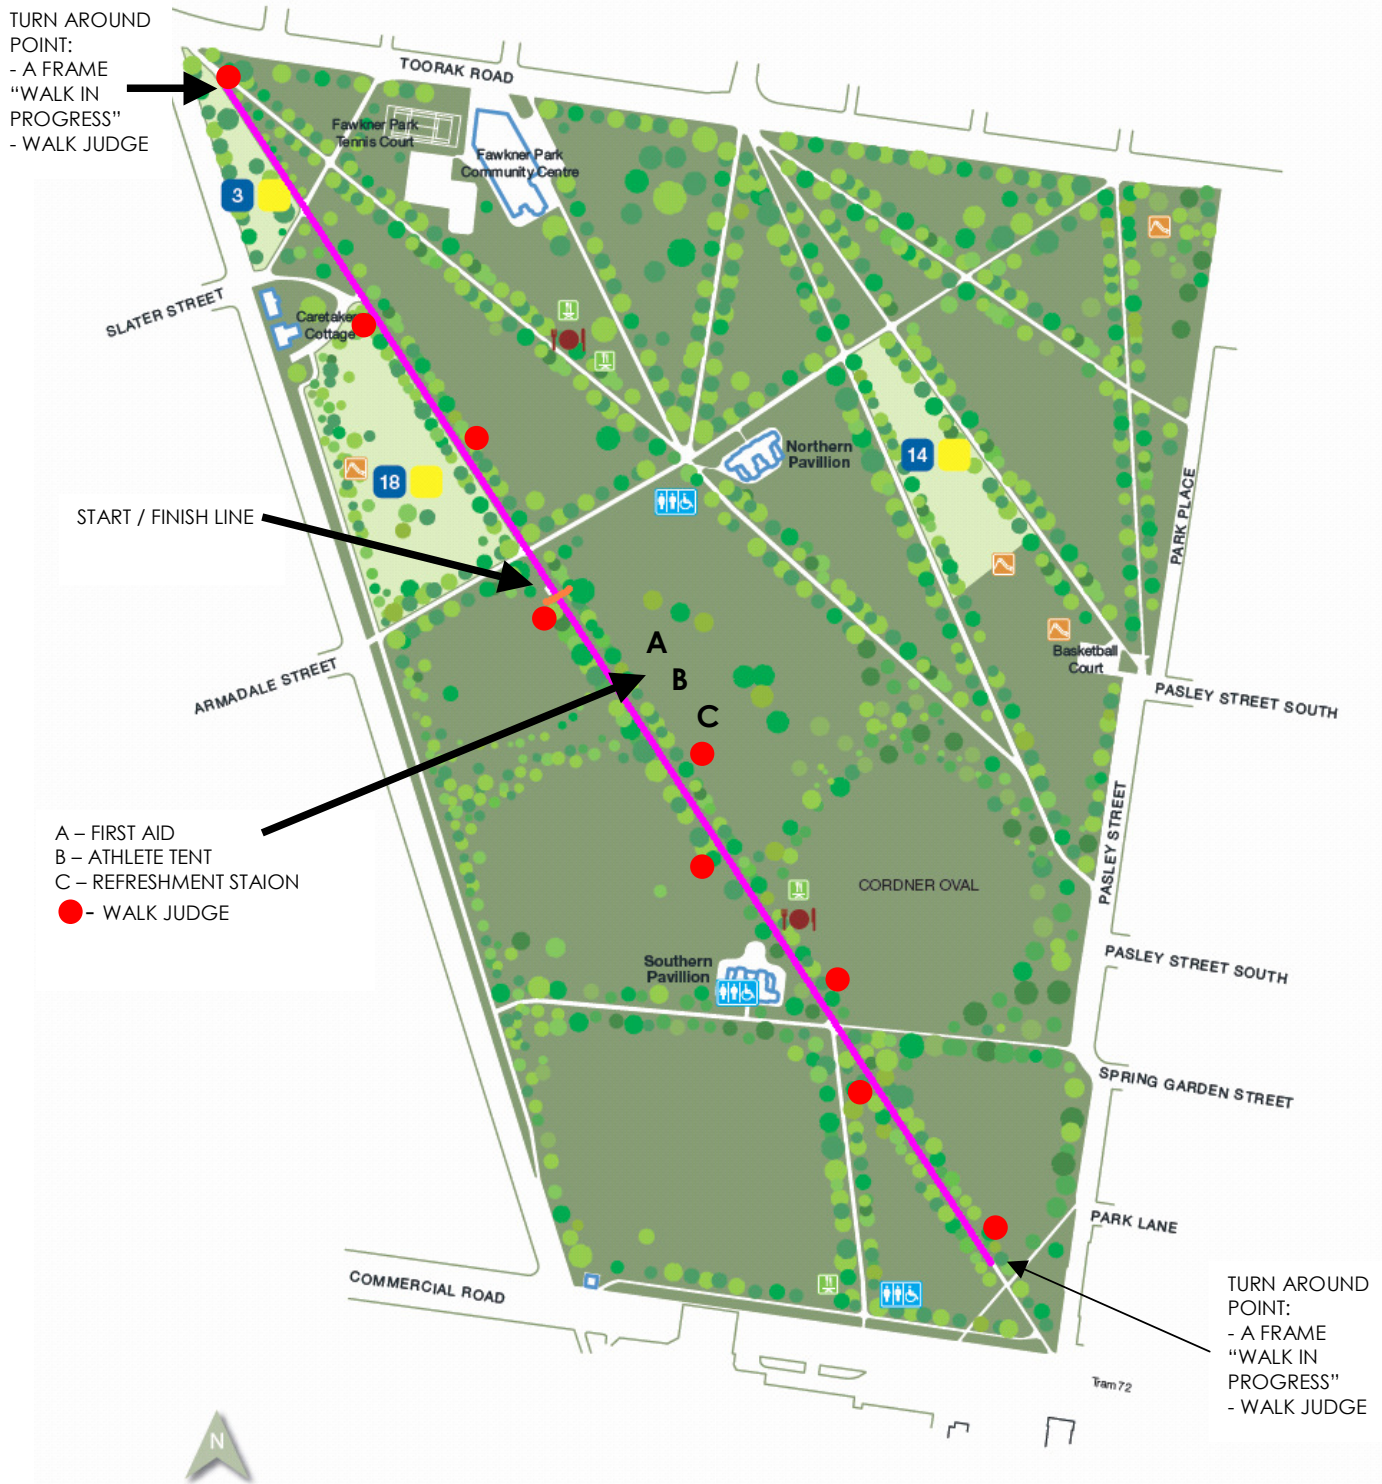 TURN AROUND
POINT:
- A FRAME
“WALK IN
PROGRESS”
- WALK JUDGE
TOORAK ROAD
Fawkner Park
Tennis Court
Fawkner Park
Community Centre
3
SLATER STREET
Caretaker
Cottage
Northern
Pavillion
14
18
PARK PLACE
START / FINISH LINE
A
B
C
Basketball
Court
ARMADALE STREET
PASLEY STREET SOUTH
PASLEY STREET
A – FIRST AID
B – ATHLETE TENT
C – REFRESHMENT STAION
- WALK JUDGE
CORDNER OVAL
Southern
Pavillion
PASLEY STREET SOUTH
SPRING GARDEN STREET
PARK LANE
COMMERCIAL ROAD
TURN AROUND
POINT:
- A FRAME
“WALK IN
PROGRESS”
- WALK JUDGE
Tram 72
N